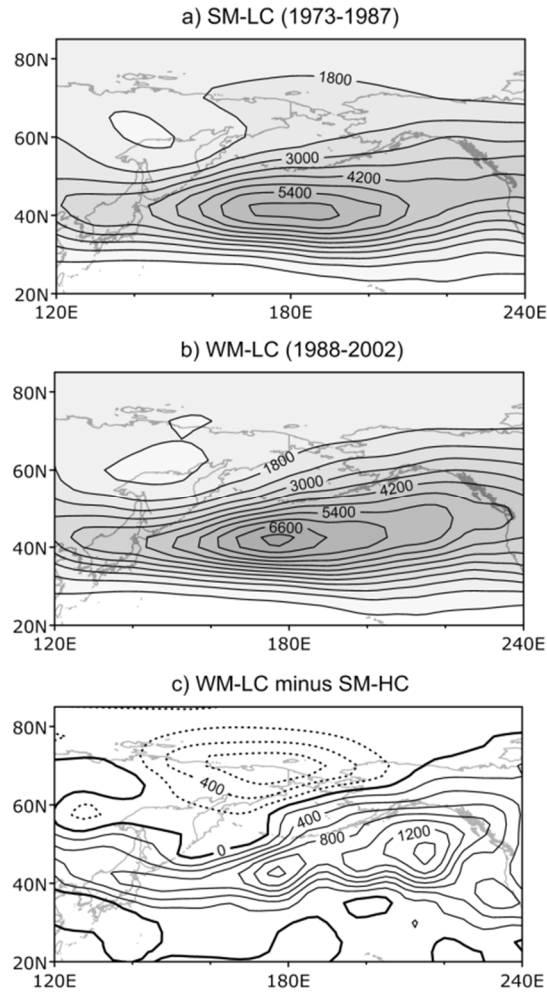 a) SM-LC (1973-1987)
80N
1800
60N
3000
4200
5400
40N
20N
120E 180E 240E
b) WM-LC (1988-2002)
80N
60N
1800
3000
4200
5400
6600
40N
20N
120E 180E 240E
c) WM-LC minus SM-HC
80N
400
60N
400
800
1200
0
40N
20N
120E 180E 240E